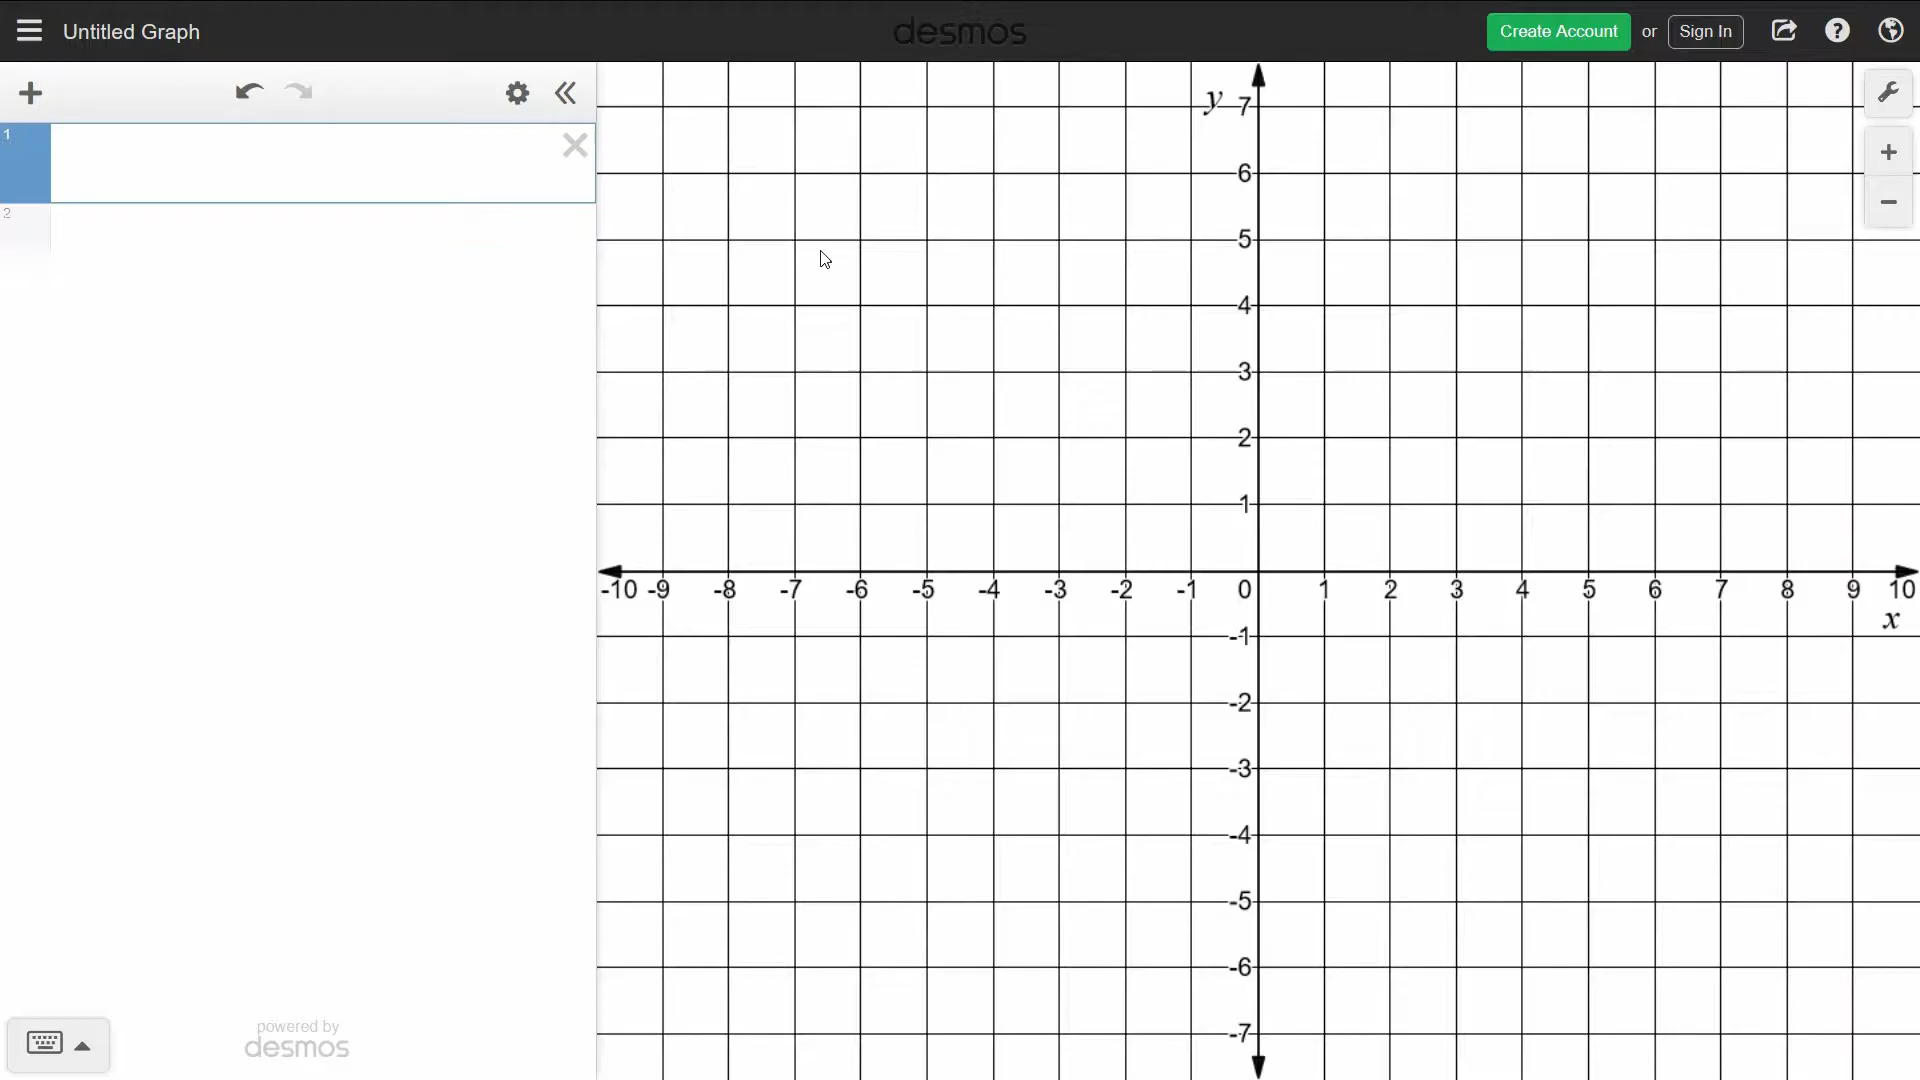 Untitled Graph
desmos
Create Account or Sign In
1
2
y
7
6
5
4
3
2
1
-10 -9 -8 -7 -6 -5 -4 -3 -2 -1 0 1 2 3 4 5 6 7 8 9 10
x
-1
-2
-3
-4
-5
-6
-7
powered by
desmos